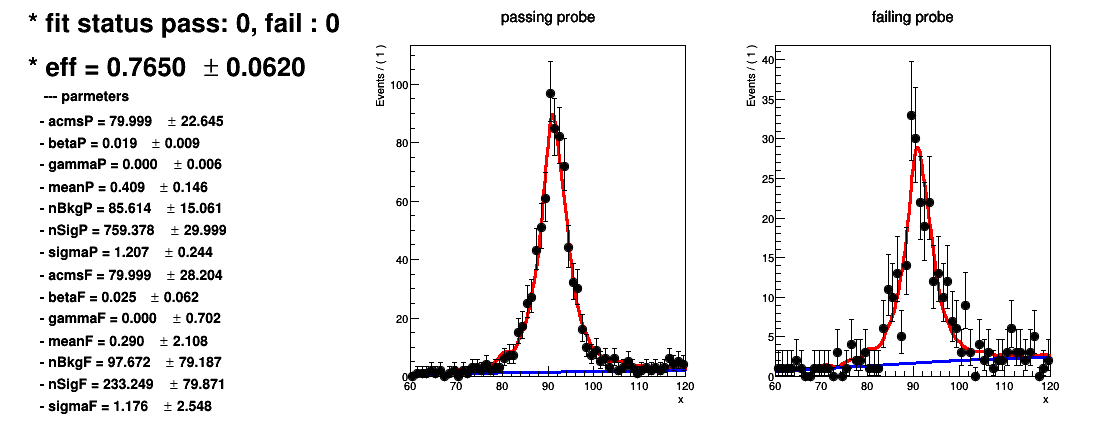 * fit status pass: 0, fail : 0
* eff = 0.7650 ± 0.0620
--- parmeters
- acmsP = 79.999 ± 22.645
- betaP = 0.019 ± 0.009
- gammaP = 0.000 ± 0.006
- meanP = 0.409 ± 0.146
- nBkgP = 85.614 ± 15.061
- nSigP = 759.378 ± 29.999
- sigmaP = 1.207 ± 0.244
- acmsF = 79.999 ± 28.204
- betaF = 0.025 ± 0.062
- gammaF = 0.000 ± 0.702
- meanF = 0.290 ± 2.108
- nBkgF = 97.672 ± 79.187
- nSigF = 233.249 ± 79.871
- sigmaF = 1.176 ± 2.548
passing probe
Events / ( 1 )
100
80
60
40
20
0
60 70 80 90 100 110 120
x
failing probe
Events / ( 1 )
40
35
30
25
20
15
10
5
0
60 70 80 90 100 110 120
x